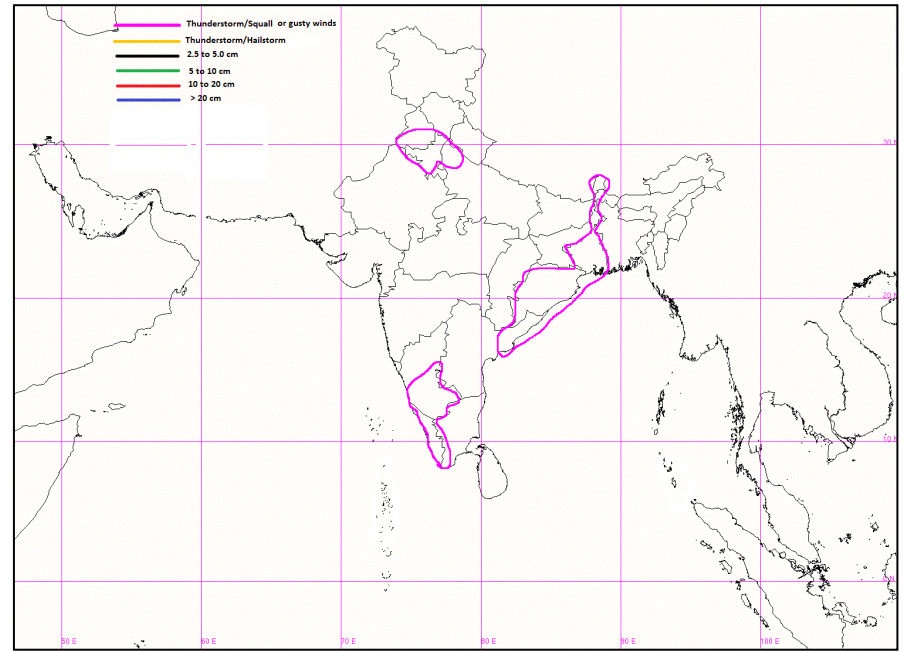 Thunderstorm/Squall or gusty winds
Thunderstorm/Hailstorm
2.5 to 5.0 cm
5 to 10 cm
10 to 20 cm
> 20 cm
30 N
20 N
10 N
0 N
50 E
60 E
70 E
80 E
90 E
100 E